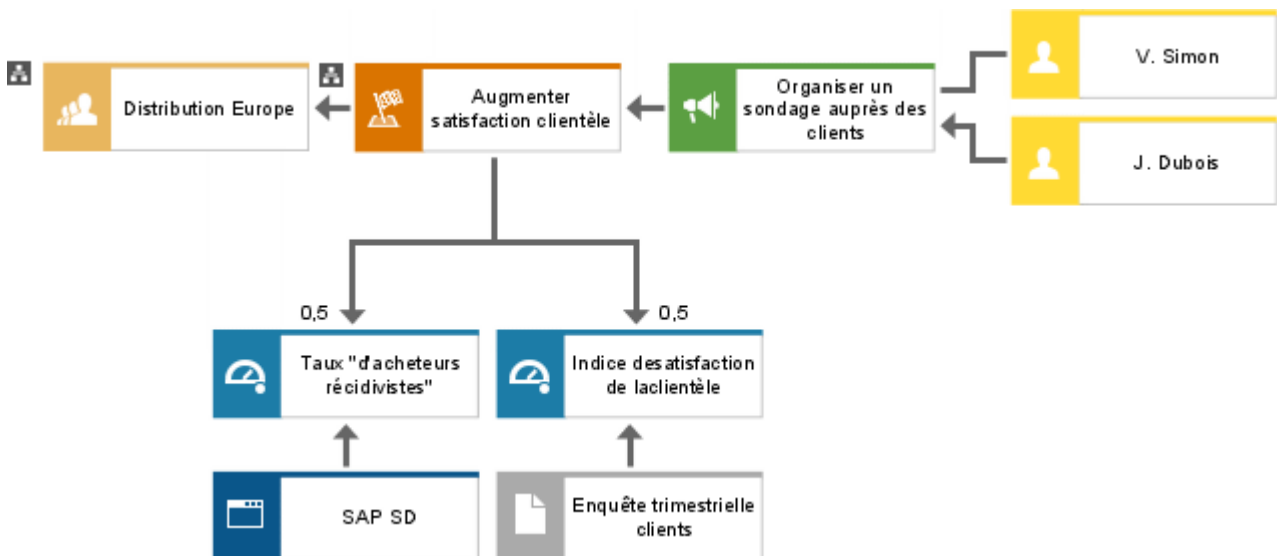 V. Simon
Distribution Europe
Augmenter
satisfaction clientèle
Organiser un
sondage auprès des
clients
J. Dubois
0,5
0,5
Taux "d'acheteurs
récidivistes"
Indice desatisfaction
de laclientèle
SAP SD
Enquête trimestrielle
clients